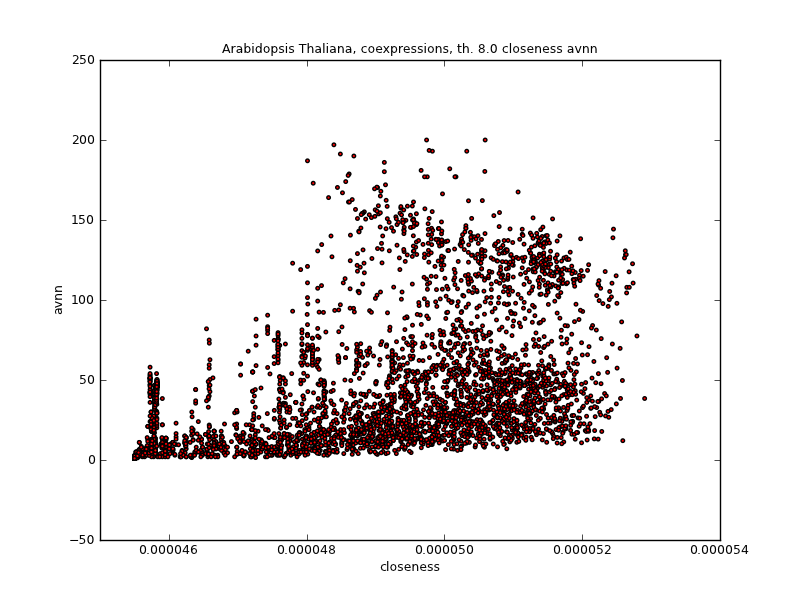 Arabidopsis Thaliana, coexpressions, th. 8.0 closeness avnn
250
200
150
100
50
0
−50
avnn
0.000046 0.000048 0.000050 0.000052 0.000054
closeness